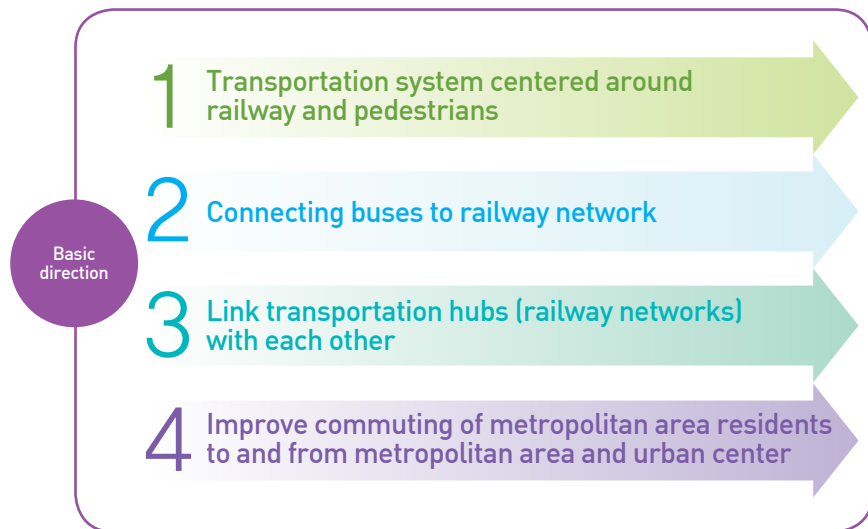 Basic
direction
1
Transportation system centered around
railway and pedestrians
2
Connecting buses to railway network
3
Link transportation hubs (railway networks)
with each other
4
Improve commuting of metropolitan area residents
to and from metropolitan area and urban center